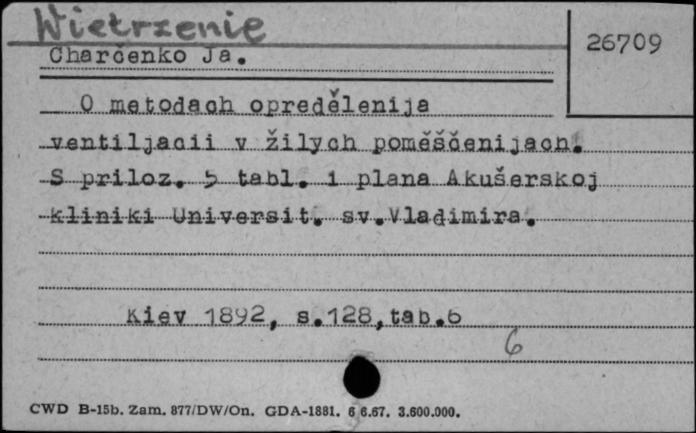 Wietrzenie
Charčenko Ja.
26709
O metodach opredělenija
ventiljacii v žilych poměščenijach.
S priloz. 5 tabl. i plana Akušerskoj
kliniki Universit. sv.Vladimira.
Kiev 1892, s.128,tab.6
6
CWD B-15b. Zam. 877/DW/On. GDA-1881. 6 6.67. 3.600.000.